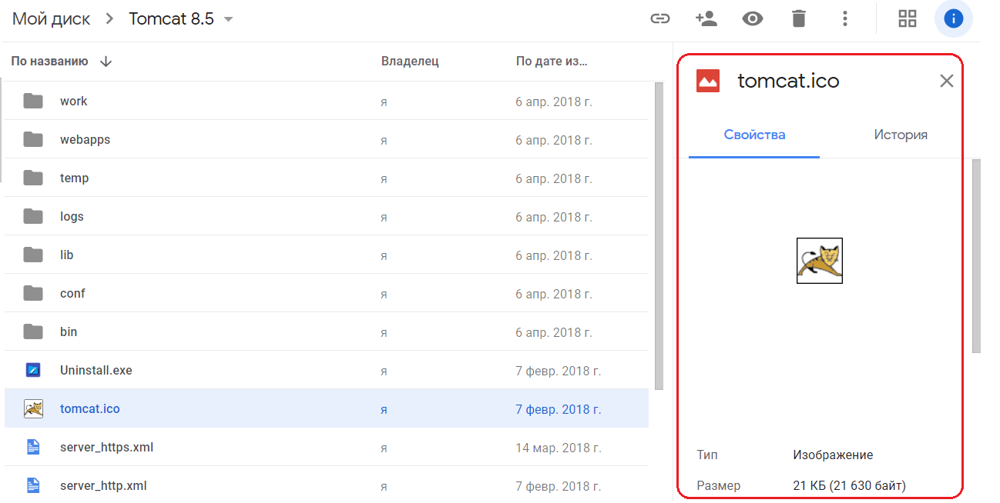 Мой диск > Tomcat 8.5
По названию Владелец По дате из...
work я 6 апр. 2018 г.
webapps я 6 апр. 2018 г.
temp я 6 апр. 2018 г.
logs я 6 апр. 2018 г.
lib я 6 апр. 2018 г.
conf я 6 апр. 2018 г.
bin я 6 апр. 2018 г.
Uninstall.exe я 7 февр. 2018 г.
tomcat.ico я 7 февр. 2018 г.
server_https.xml я 14 мар. 2018 г.
server_http.xml я 7 февр. 2018 г.
tomcat.ico
Свойства История
Тип Изображение
Размер 21 КБ (21 630 байт)